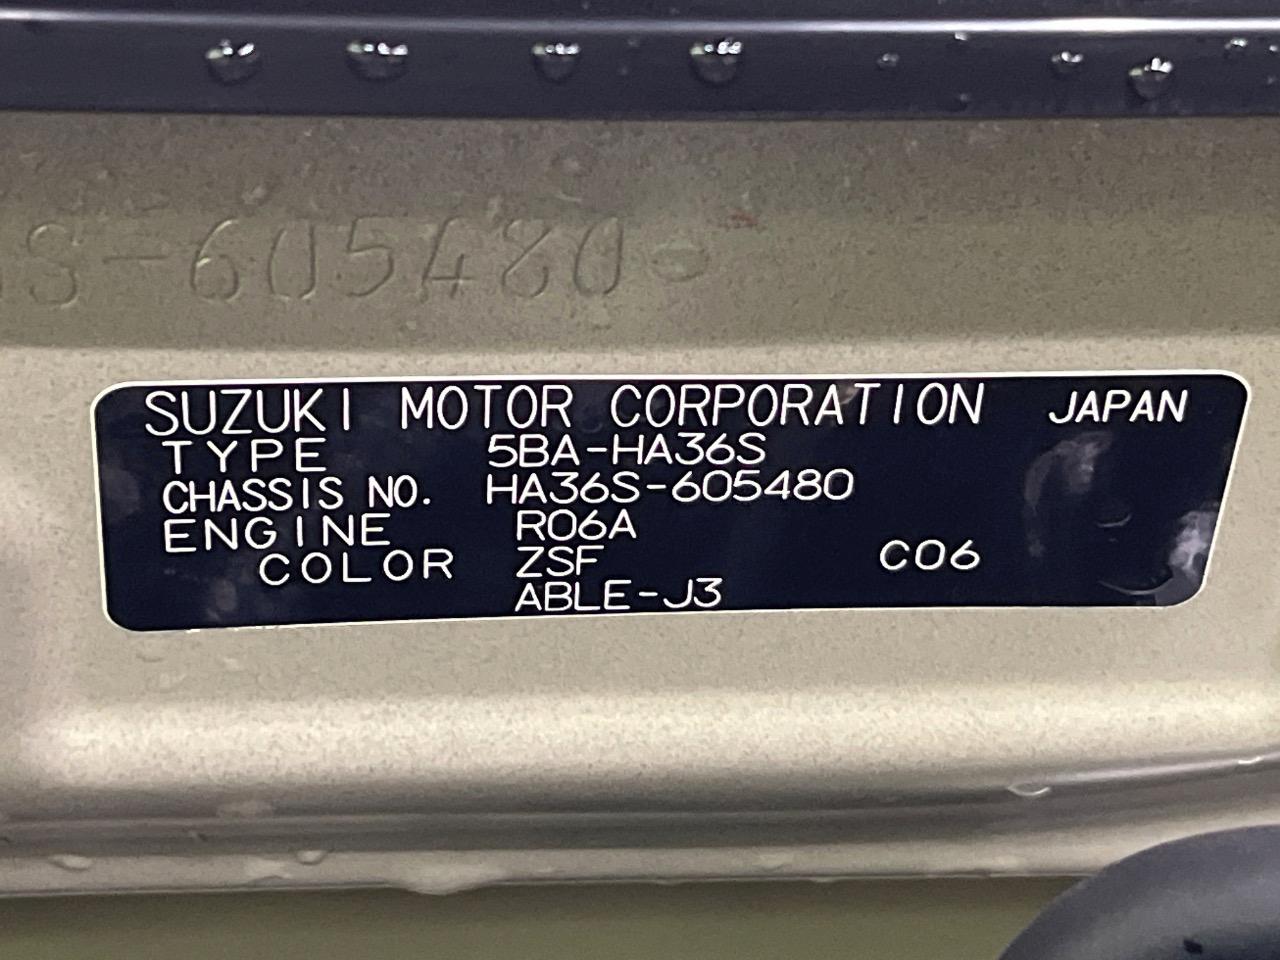 S-605480
SUZUKI MOTOR CORPORATION JAPAN
TYPE 5BA-HA36S
CHASSIS NO. HA36S-605480
ENGINE R06A
COLOR ZSF C06
ABLE-J3